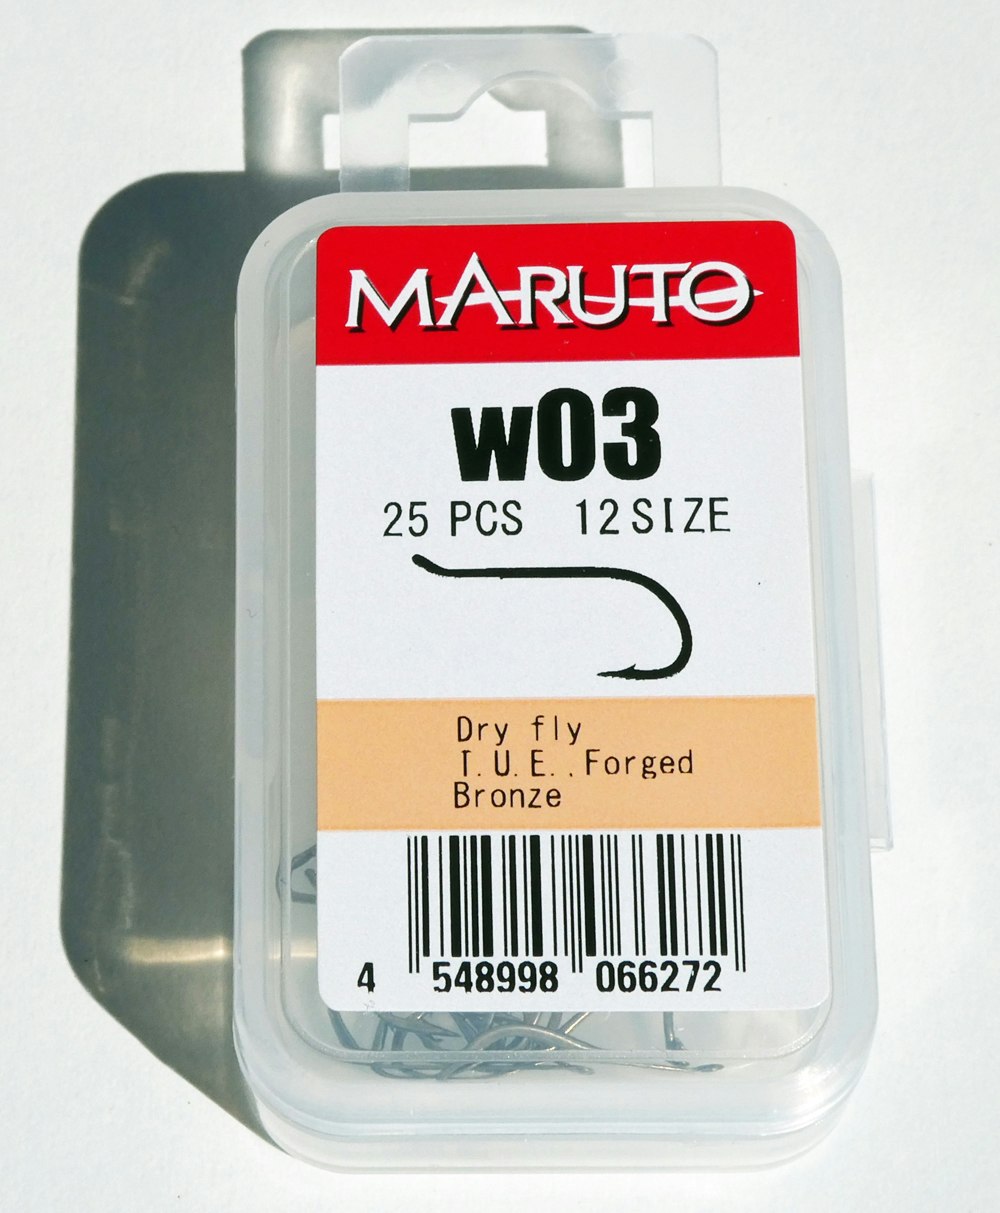 MARUTO
w03
25 PCS 12 SIZE
Dry fly
T.U.E..Forged
Bronze
4 548998 066272